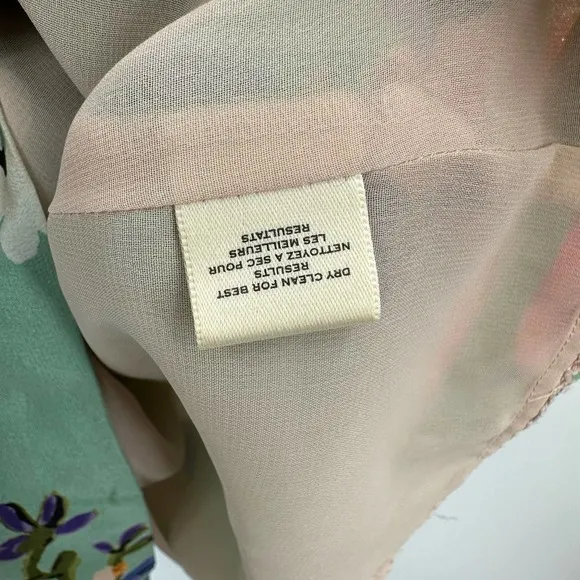 DRY CLEAN FOR BEST
RESULTS
NETTOYEZ A SEC POUR
LES MEILLEURS
RESULTATS